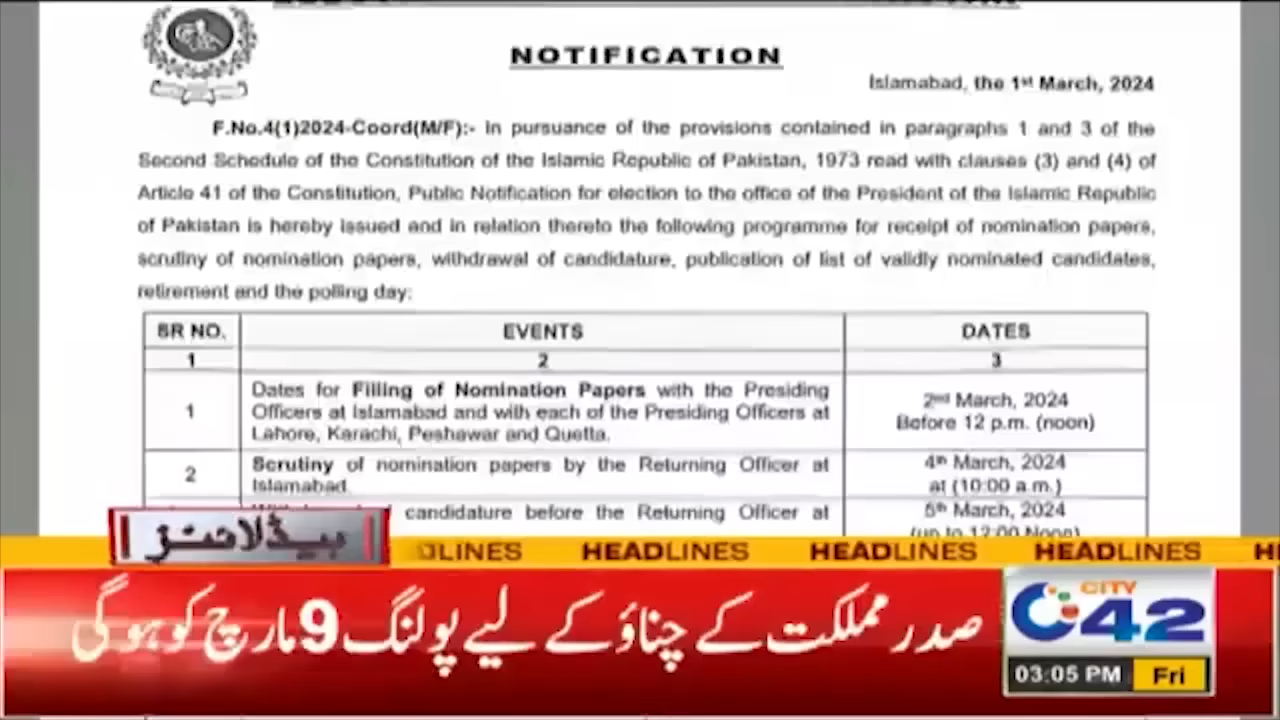 NOTIFICATION
Islamabad, the 1st March, 2024
F.No.4(1)2024-Coord(M/F):- In pursuance of the provisions contained in paragraphs 1 and 3 of the
Second Schedule of the Constitution of the Islamic Republic of Pakistan, 1973 read with clauses (3) and (4) of
Article 41 of the Constitution, Public Notification for election to the office of the President of the Islamic Republic
of Pakistan is hereby issued and in relation thereto the following programme for receipt of nomination papers,
scrutiny of nomination papers, withdrawal of candidature, publication of list of validly nominated candidates,
retirement and the polling day:
SR NO. EVENTS DATES
1 2 3
1 Dates for Filling of Nomination Papers with the Presiding
Officers at Islamabad and with each of the Presiding Officers at
Lahore, Karachi, Peshawar and Quetta.
2nd March, 2024
Before 12 p.m. (noon)
2 Scrutiny of nomination papers by the Returning Officer at
Islamabad.
4th March, 2024
at (10:00 a.m.)
candidature before the Returning Officer at
5th March, 2024
(up to 12:00 Noon)
ہیڈلائنز
DLINES HEADLINES HEADLINES HEADLINES H
صدر مملکت کے چناؤ کے لیے پولنگ 9 مارچ کو ہوگی
CITY
42
03:05 PM Fri